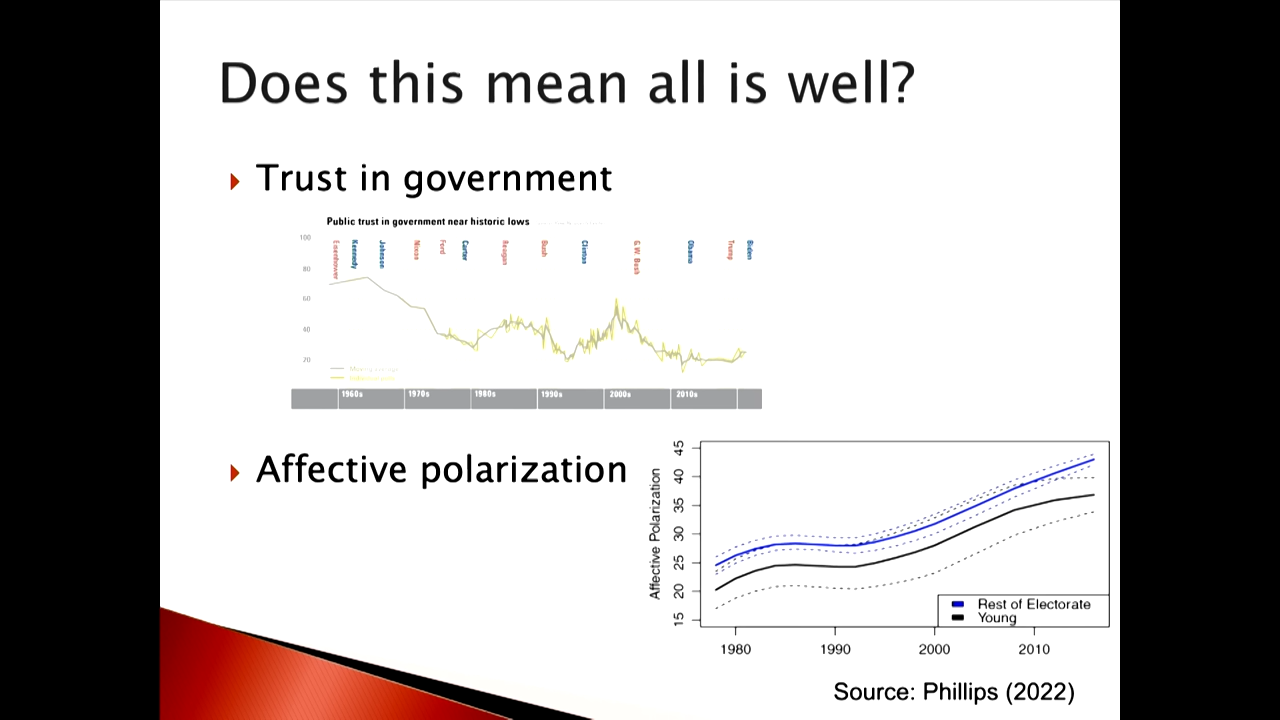 Does this mean all is well?
Trust in government
Public trust in government near historic lows
100
Eisenhower
Kennedy
Johnson
Nixon
Ford
Carter
Reagan
Bush
Clinton
G.W. Bush
Obama
Trump
Biden
80
60
40
20
1960s 1970s 1980s 1990s 2000s 2010s
Affective polarization
Affective Polarization
45
40
35
30
25
20
15
Rest of Electorate
Young
1980 1990 2000 2010
Source: Phillips (2022)